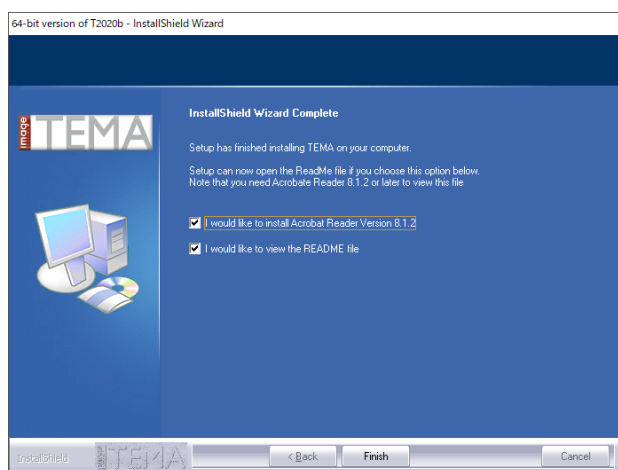 64-bit version of T2020b - InstallShield Wizard
image TEMA
InstallShield Wizard Complete
Setup has finished installing TEMA on your computer.
Setup can now open the ReadMe file if you choose this option below.
Note that you need Acrobate Reader 8.1.2 or later to view this file
I would like to install Acrobat Reader Version 8.1.2
I would like to view the README file
InstallShield
image TEMA
< Back
Finish
Cancel